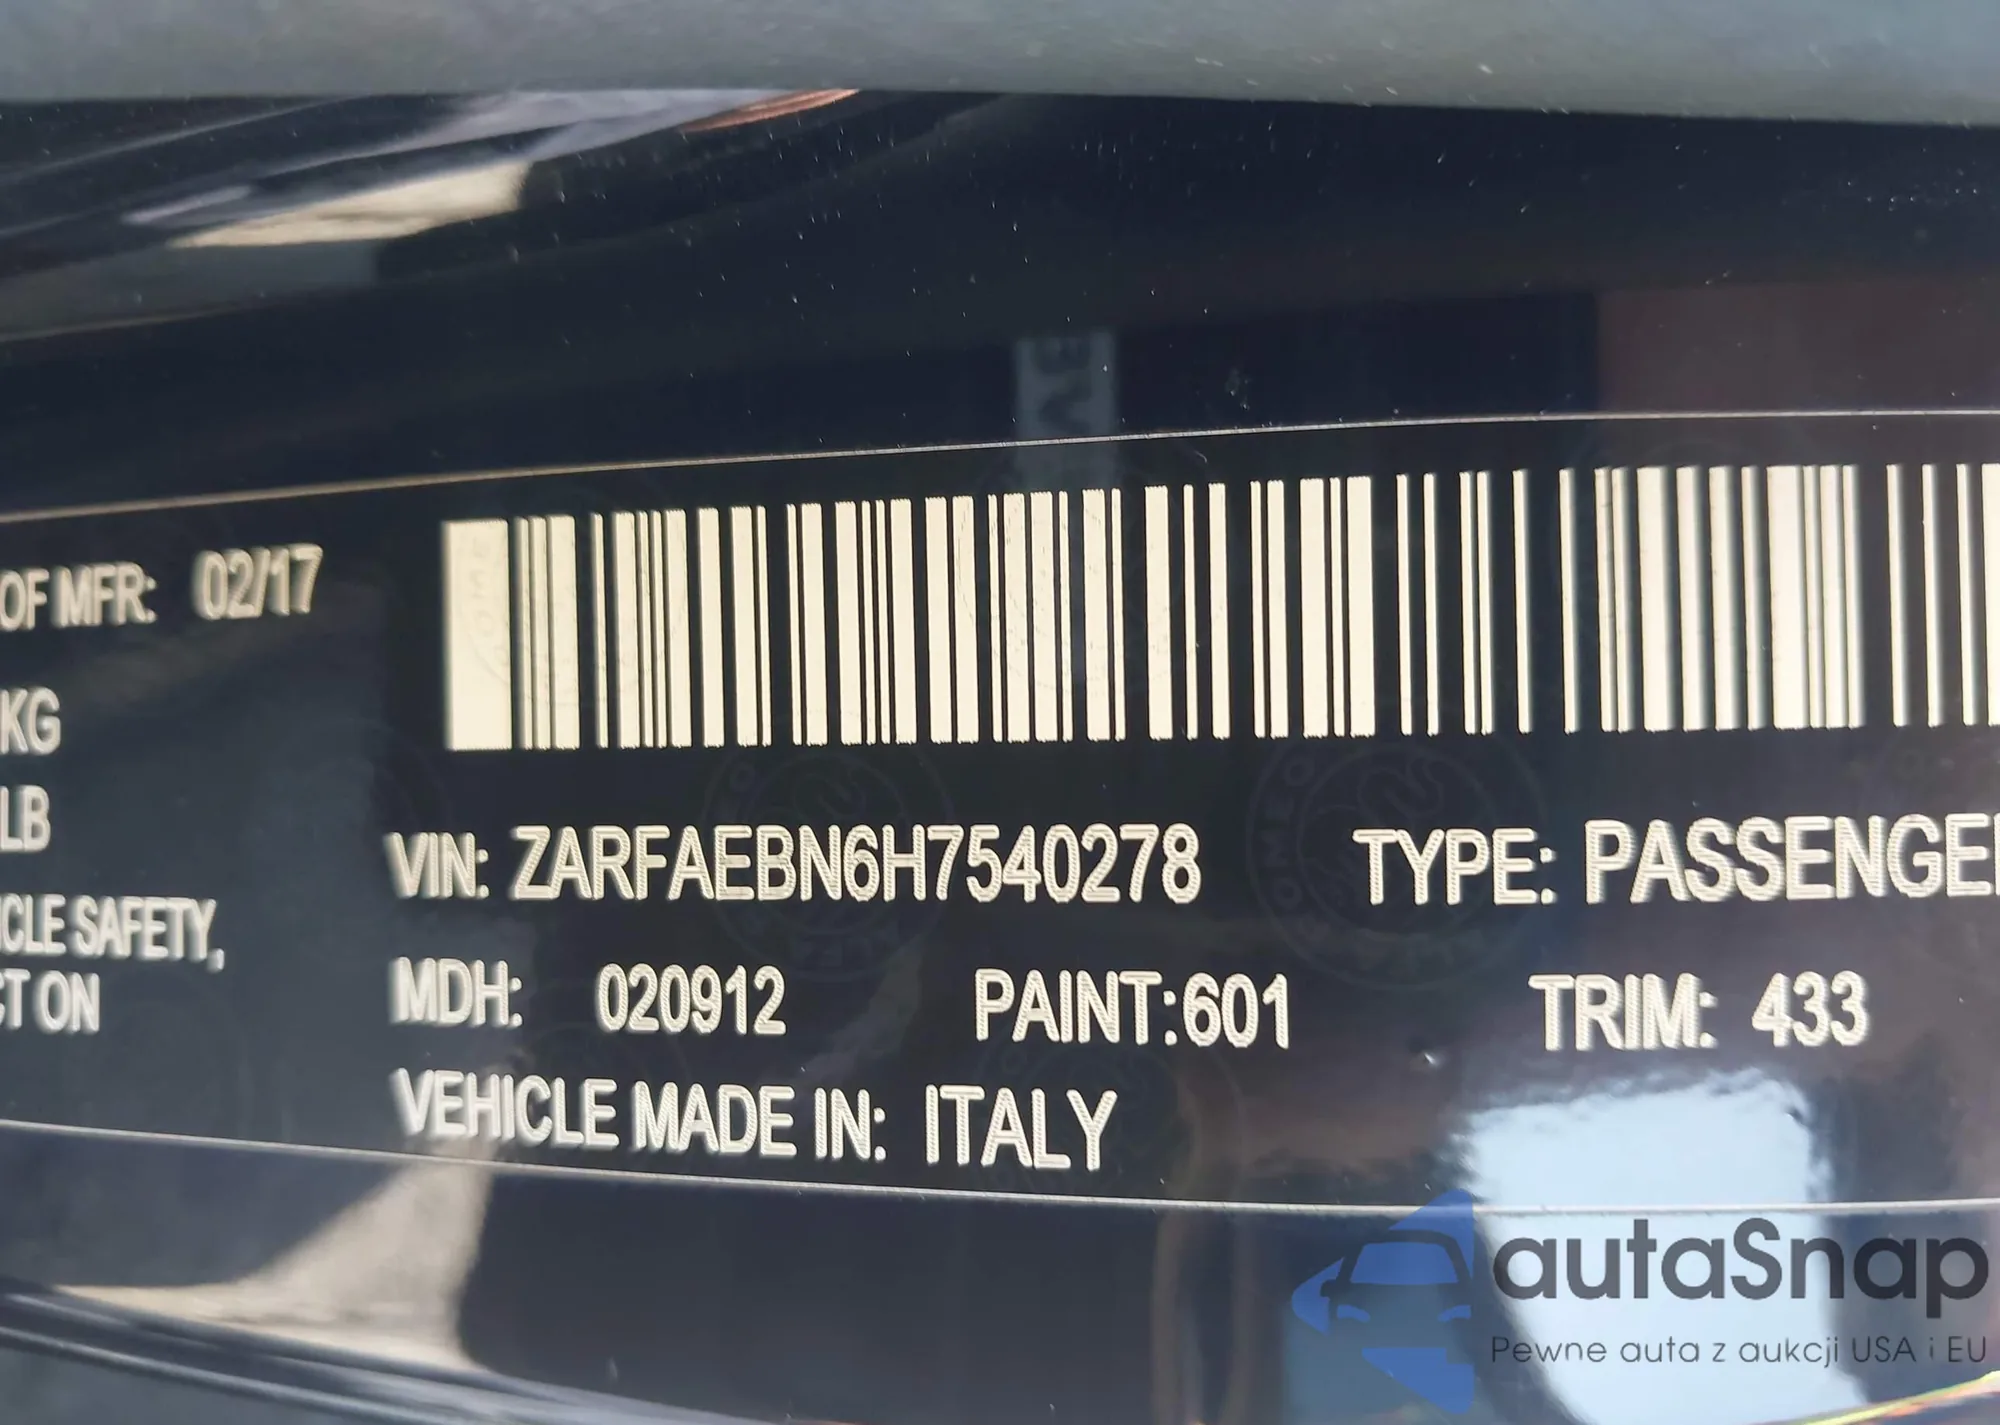 OF MFR: 02/17
KG
LB
ICLE SAFETY,
CT ON
VIN: ZARFAEBN6H7540278
TYPE: PASSENGER
MDH: 020912 PAINT:601 TRIM: 433
VEHICLE MADE IN: ITALY
autaSnap
Pewne auta z aukcji USA i EU